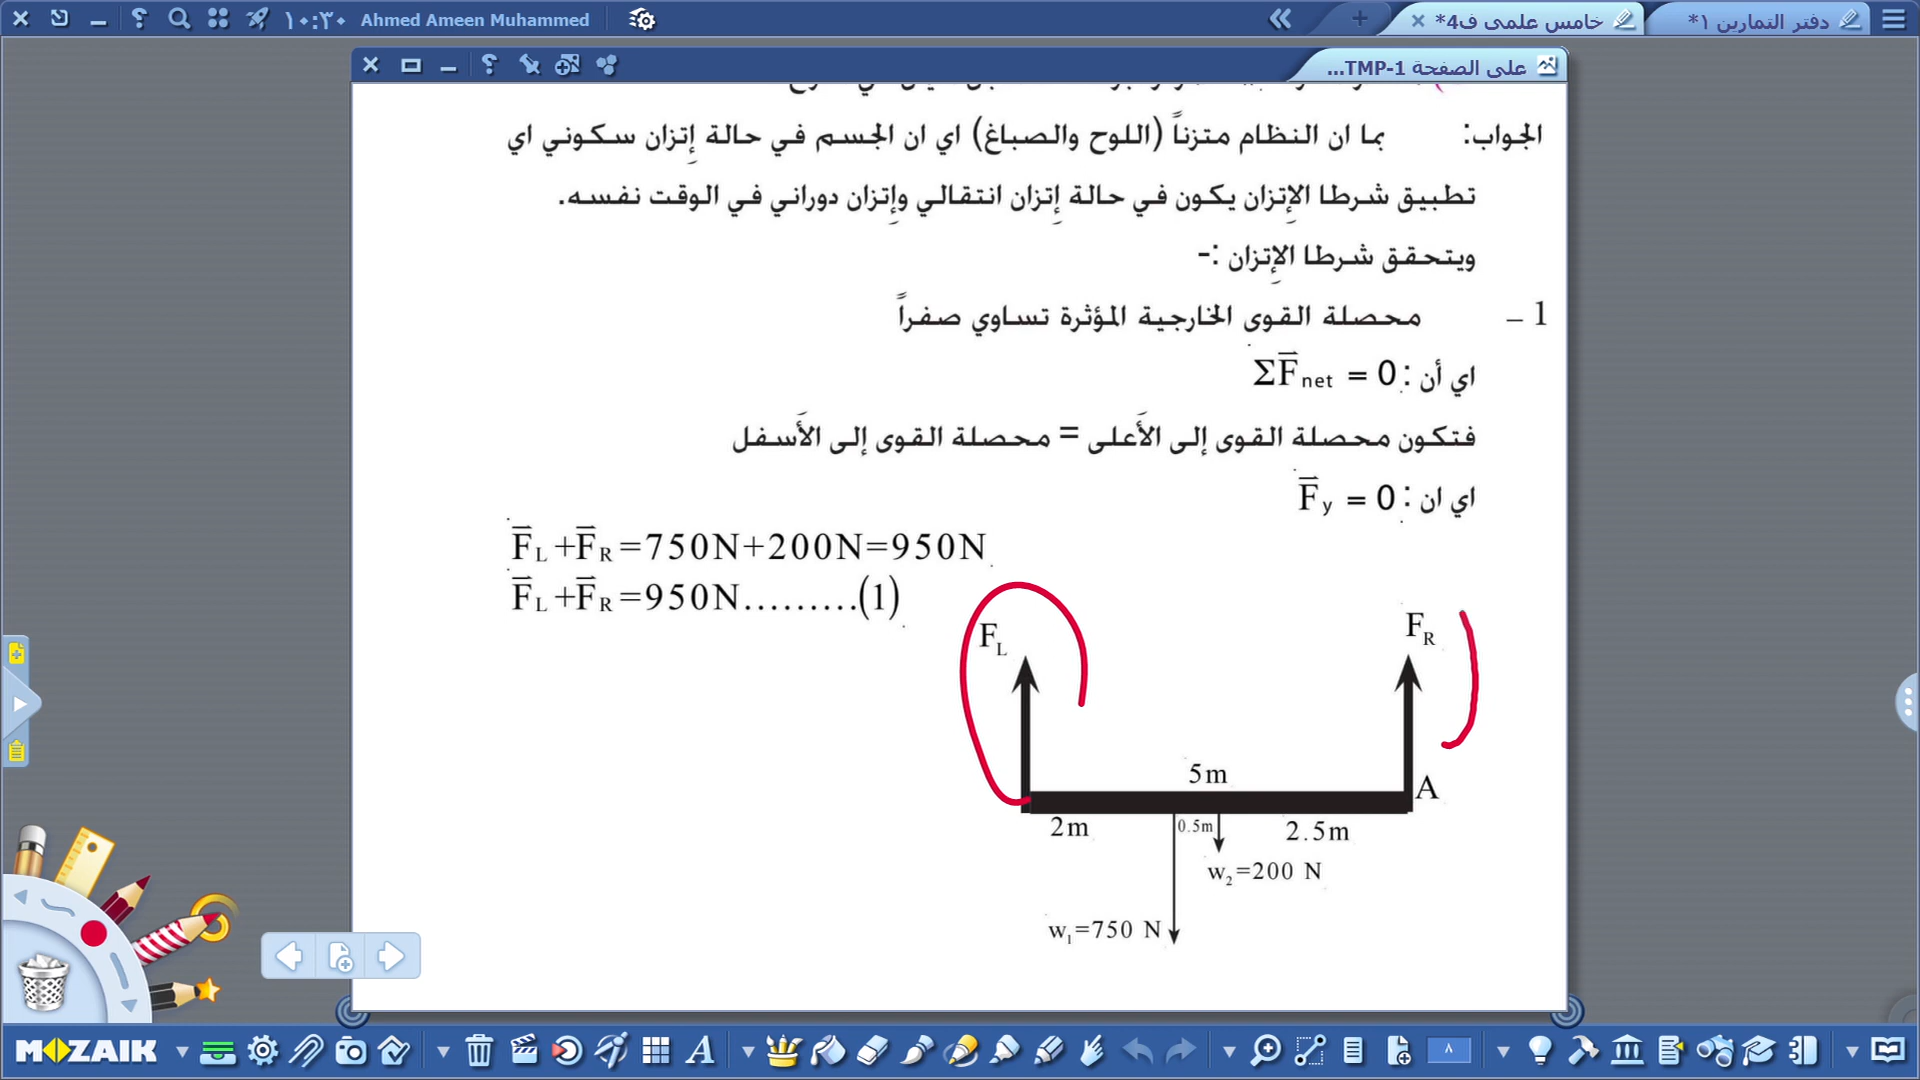 ١٠:٣٠ Ahmed Ameen Muhammed
خامس علمي ف4*
دفتر التمارين ١*
على الصفحة TMP-1...
الجواب: بما ان النظام متزناً (اللوح والصباغ) اي ان الجسم في حالة إتزان سكوني اي
تطبيق شرطا الإتزان يكون في حالة إتزان انتقالي وإتزان دوراني في الوقت نفسه.
ويتحقق شرطا الإتزان :-
1 – محصلة القوى الخارجية المؤثرة تساوي صفراً
اي أن : ΣF⃗net = 0
فتكون محصلة القوى إلى الأعلى = محصلة القوى إلى الأسفل
اي ان : F⃗y = 0
F⃗L +F⃗R =750N+200N=950N
F⃗L +F⃗R =950N.........(1)
FL
FR
5m
A
2m
0.5m
2.5m
w2=200 N
w1=750 N
MOZAIK
A